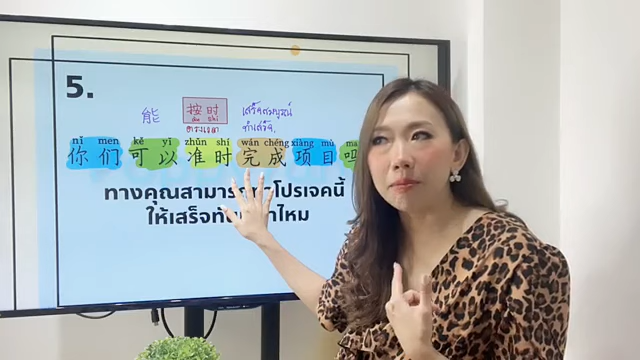 5.
能 按时 เสร็จสมบูรณ์
àn shí
ตรงเวลา ทำเสร็จ
nǐ men kě yǐ zhǔn shí wán chéng xiàng mù ma
你们可以准时完成项目吗
ทางคุณสามารถ โปรเจคนี้
ให้เสร็จทัน ไหม